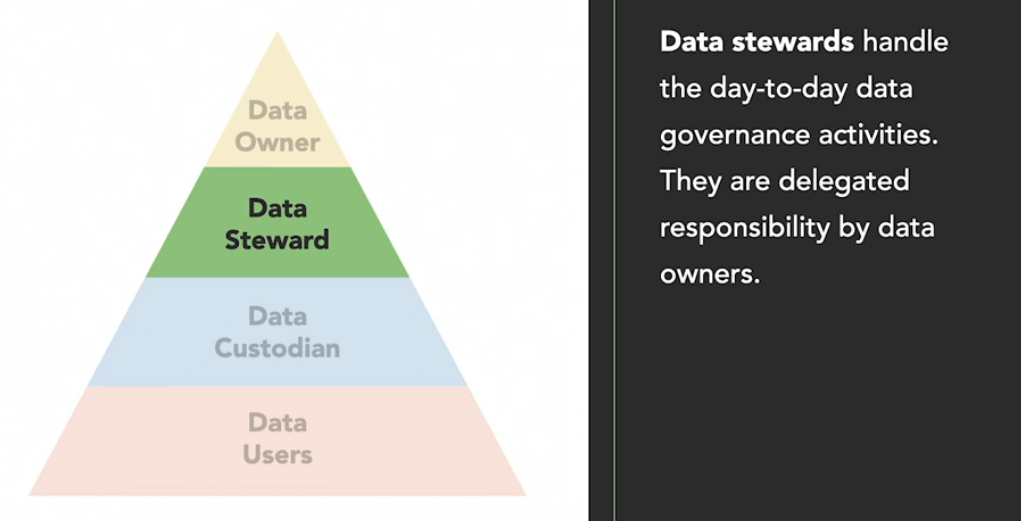 Data
Owner
Data
Steward
Data
Custodian
Data
Users
Data stewards handle
the day-to-day data
governance activities.
They are delegated
responsibility by data
owners.